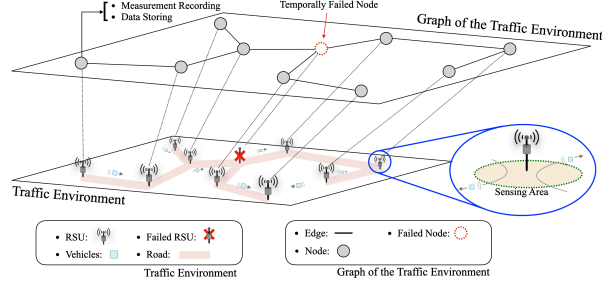 • Measurement Recording
• Data Storing
Temporally Failed Node
Graph of the Traffic Environment
Traffic Environment
Sensing Area
• RSU:
• Failed RSU:
• Vehicles:
• Road:
Traffic Environment
• Edge:
• Failed Node:
• Node:
Graph of the Traffic Environment